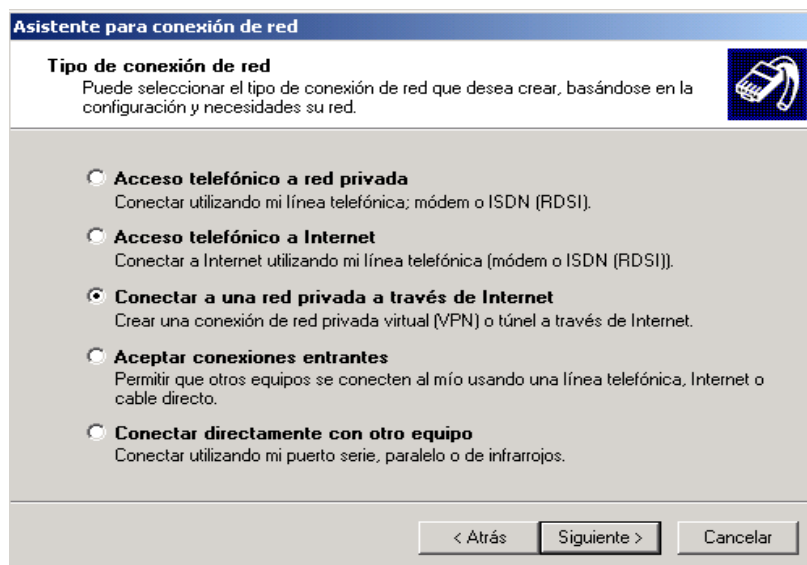 Asistente para conexión de red
Tipo de conexión de red
Puede seleccionar el tipo de conexión de red que desea crear, basándose en la
configuración y necesidades su red.
Acceso telefónico a red privada
Conectar utilizando mi línea telefónica; módem o ISDN (RDSI).
Acceso telefónico a Internet
Conectar a Internet utilizando mi línea telefónica (módem o ISDN (RDSI)).
Conectar a una red privada a través de Internet
Crear una conexión de red privada virtual (VPN) o túnel a través de Internet.
Aceptar conexiones entrantes
Permitir que otros equipos se conecten al mío usando una línea telefónica, Internet o
cable directo.
Conectar directamente con otro equipo
Conectar utilizando mi puerto serie, paralelo o de infrarrojos.
< Atrás Siguiente > Cancelar